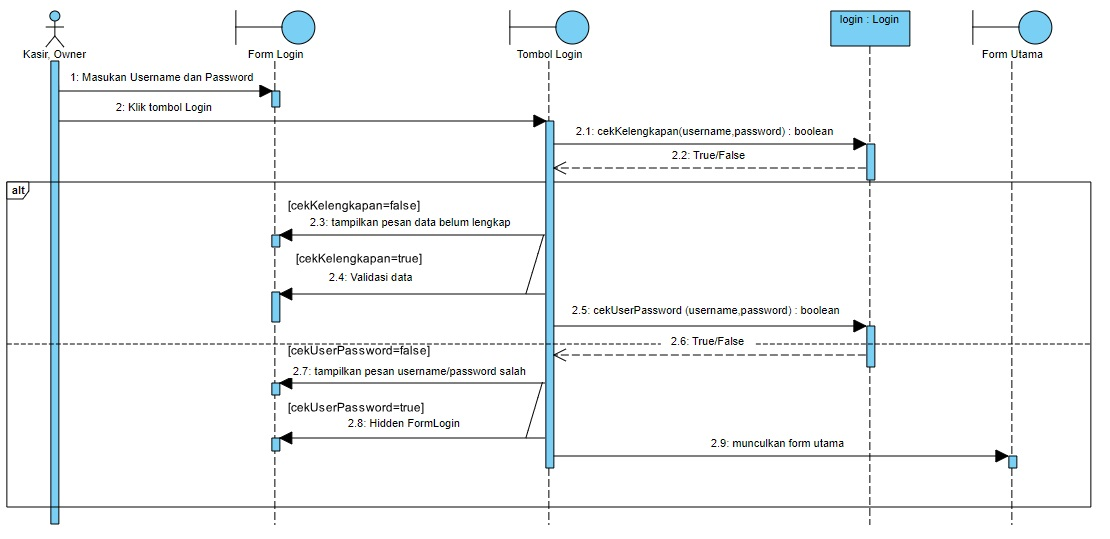 login : Login
Kasir, Owner
Form Login
Tombol Login
Form Utama
1: Masukan Username dan Password
2: Klik tombol Login
2.1: cekKelengkapan(username,password) : boolean
2.2: True/False
alt
[cekKelengkapan=false]
2.3: tampilkan pesan data belum lengkap
[cekKelengkapan=true]
2.4: Validasi data
2.5: cekUserPassword (username,password) : boolean
2.6: True/False
[cekUserPassword=false]
2.7: tampilkan pesan username/password salah
[cekUserPassword=true]
2.8: Hidden FormLogin
2.9: munculkan form utama